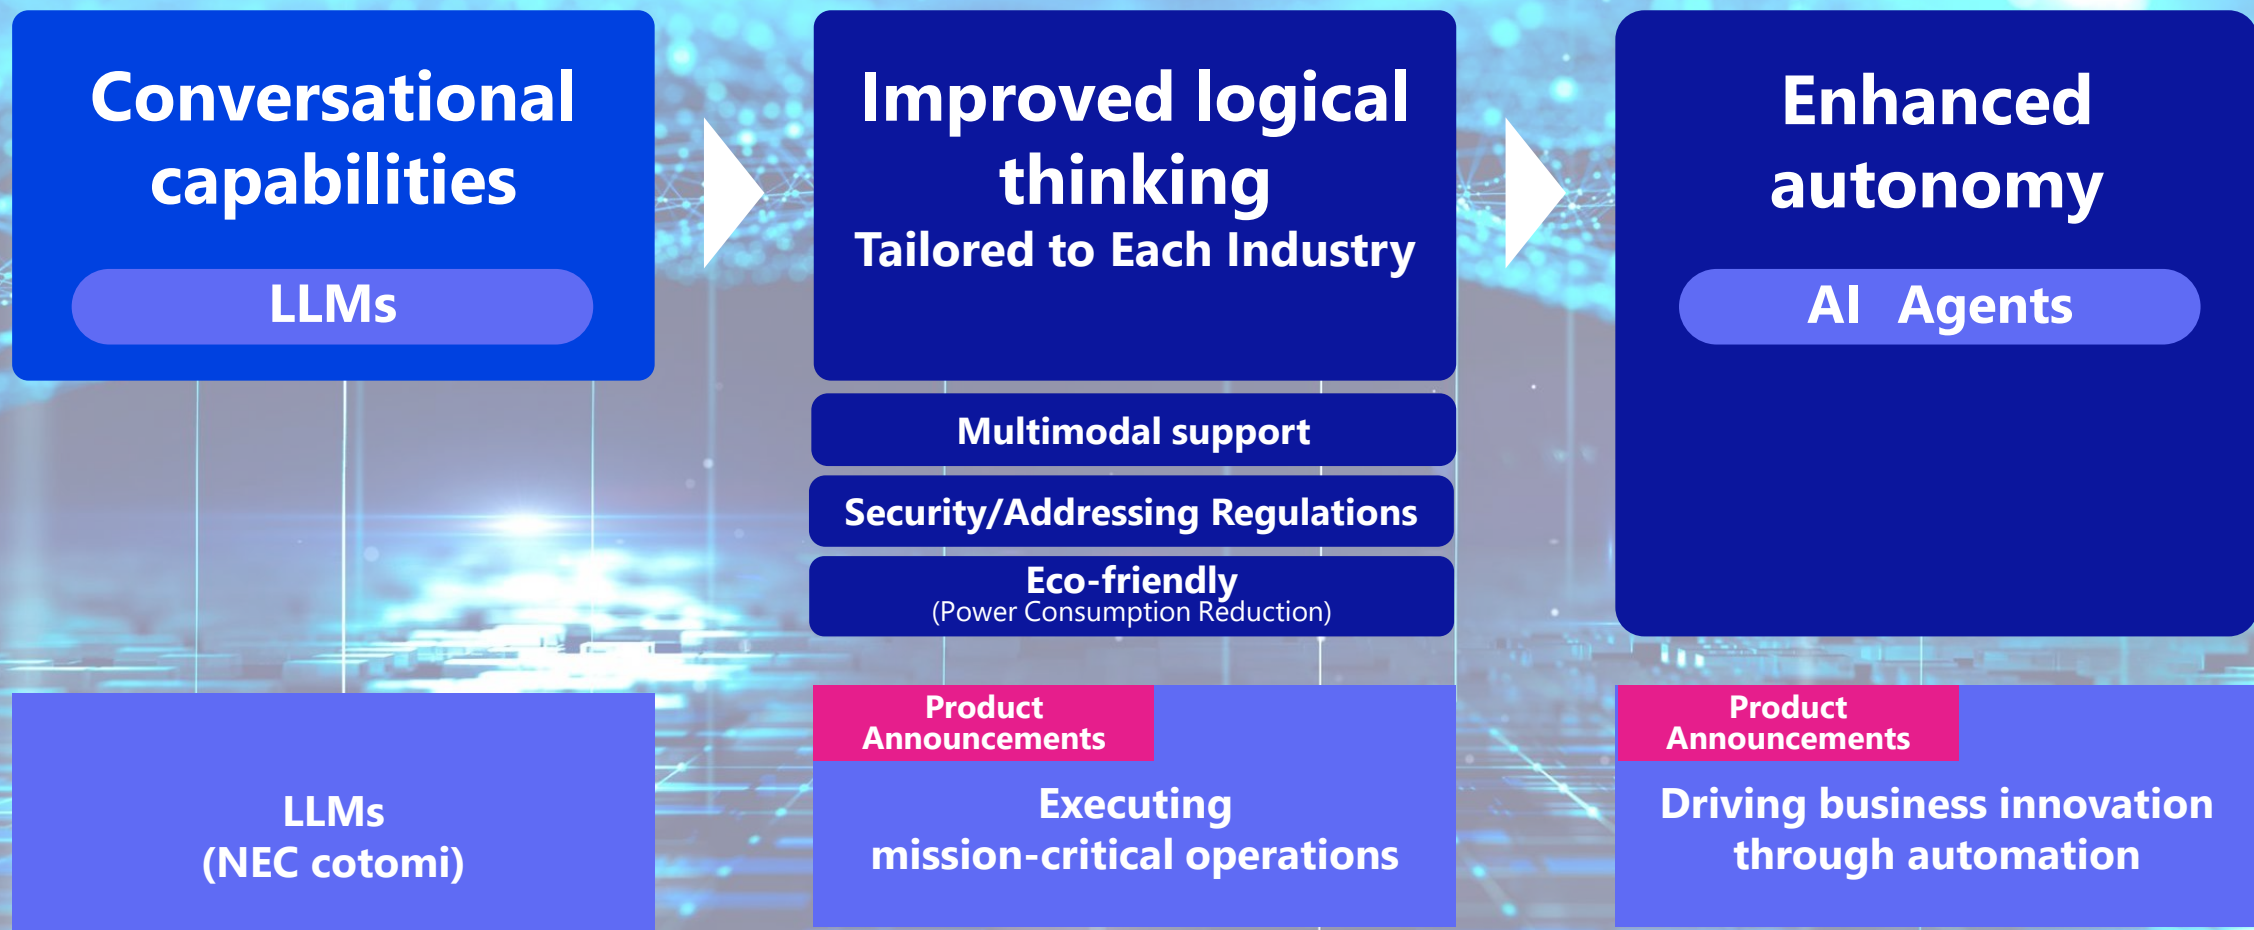 Conversational
capabilities
LLMs
Improved logical
thinking
Tailored to Each Industry
Multimodal support
Security/Addressing Regulations
Eco-friendly
(Power Consumption Reduction)
Enhanced
autonomy
AI Agents
LLMs
(NEC cotomi)
Product
Announcements
Executing
mission-critical operations
Product
Announcements
Driving business innovation
through automation